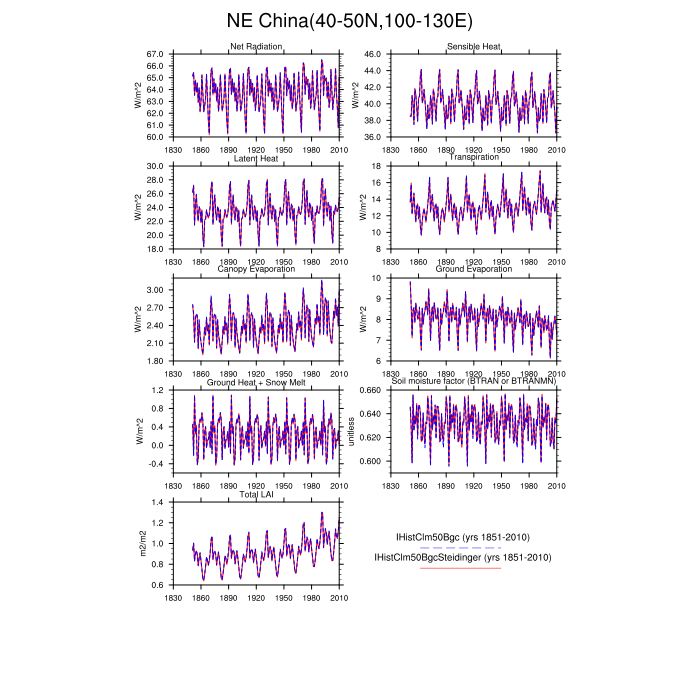 NE China(40-50N,100-130E)
Net Radiation
Sensible Heat
67.0
66.0
65.0
64.0
63.0
62.0
61.0
60.0
W/m^2
1830 1860 1890 1920 1950 1980 2010
46.0
44.0
42.0
40.0
38.0
36.0
W/m^2
1830 1860 1890 1920 1950 1980 2010
Latent Heat
Transpiration
30.0
28.0
26.0
24.0
22.0
20.0
18.0
W/m^2
1830 1860 1890 1920 1950 1980 2010
18
16
14
12
10
8
W/m^2
1830 1860 1890 1920 1950 1980 2010
Canopy Evaporation
Ground Evaporation
3.00
2.70
2.40
2.10
1.80
W/m^2
1830 1860 1890 1920 1950 1980 2010
10
9
8
7
6
W/m^2
1830 1860 1890 1920 1950 1980 2010
Ground Heat + Snow Melt
Soil moisture factor (BTRAN or BTRANMN)
1.2
0.8
0.4
0.0
-0.4
W/m^2
1830 1860 1890 1920 1950 1980 2010
0.660
0.640
0.620
0.600
unitless
1830 1860 1890 1920 1950 1980 2010
Total LAI
1.4
1.2
1.0
0.8
0.6
m2/m2
1830 1860 1890 1920 1950 1980 2010
IHistClm50Bgc (yrs 1851-2010)
IHistClm50BgcSteidinger (yrs 1851-2010)